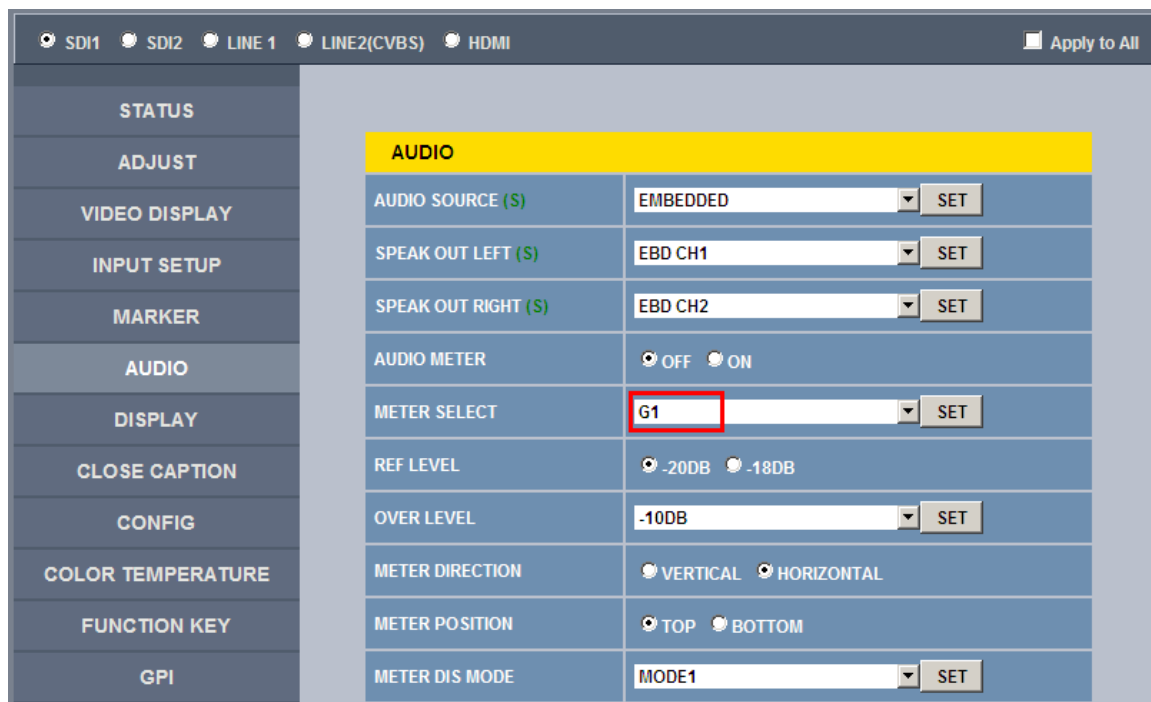 SDI1 SDI2 LINE 1 LINE2(CVBS) HDMI Apply to All
STATUS
ADJUST
VIDEO DISPLAY
INPUT SETUP
MARKER
AUDIO
DISPLAY
CLOSE CAPTION
CONFIG
COLOR TEMPERATURE
FUNCTION KEY
GPI
AUDIO
AUDIO SOURCE (S) EMBEDDED SET
SPEAK OUT LEFT (S) EBD CH1 SET
SPEAK OUT RIGHT (S) EBD CH2 SET
AUDIO METER OFF ON
METER SELECT G1 SET
REF LEVEL -20DB -18DB
OVER LEVEL -10DB SET
METER DIRECTION VERTICAL HORIZONTAL
METER POSITION TOP BOTTOM
METER DIS MODE MODE1 SET